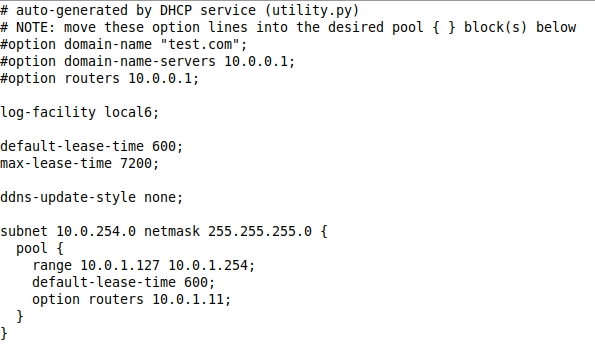 # auto-generated by DHCP service (utility.py)
# NOTE: move these option lines into the desired pool { } block(s) below
#option domain-name "test.com";
#option domain-name-servers 10.0.0.1;
#option routers 10.0.0.1;

log-facility local6;

default-lease-time 600;
max-lease-time 7200;

ddns-update-style none;

subnet 10.0.254.0 netmask 255.255.255.0 {
  pool {
    range 10.0.1.127 10.0.1.254;
    default-lease-time 600;
    option routers 10.0.1.11;
  }
}